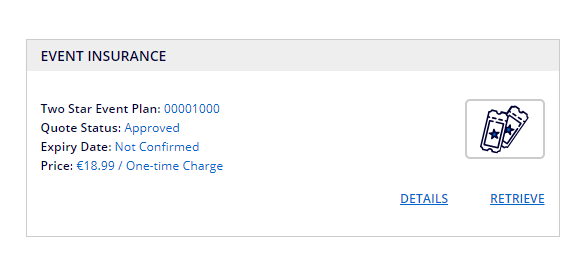 EVENT INSURANCE
Two Star Event Plan: 00001000
Quote Status: Approved
Expiry Date: Not Confirmed
Price: €18.99 / One-time Charge
DETAILS RETRIEVE